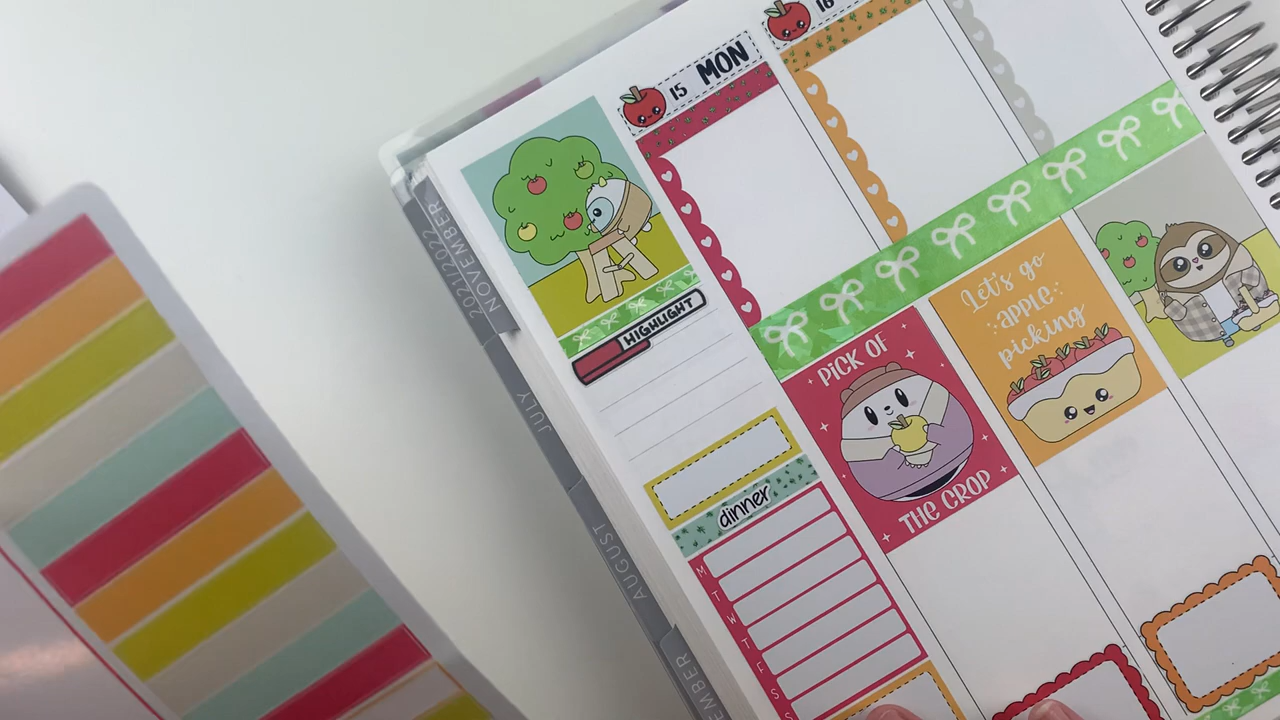 16
15 MON
2021/2022
NOVEMBER
HIGHLIGHT
Let's go
apple
picking
PICK OF
THE CROP
JULY
dinner
AUGUST
M
T
W
T
F
S
S